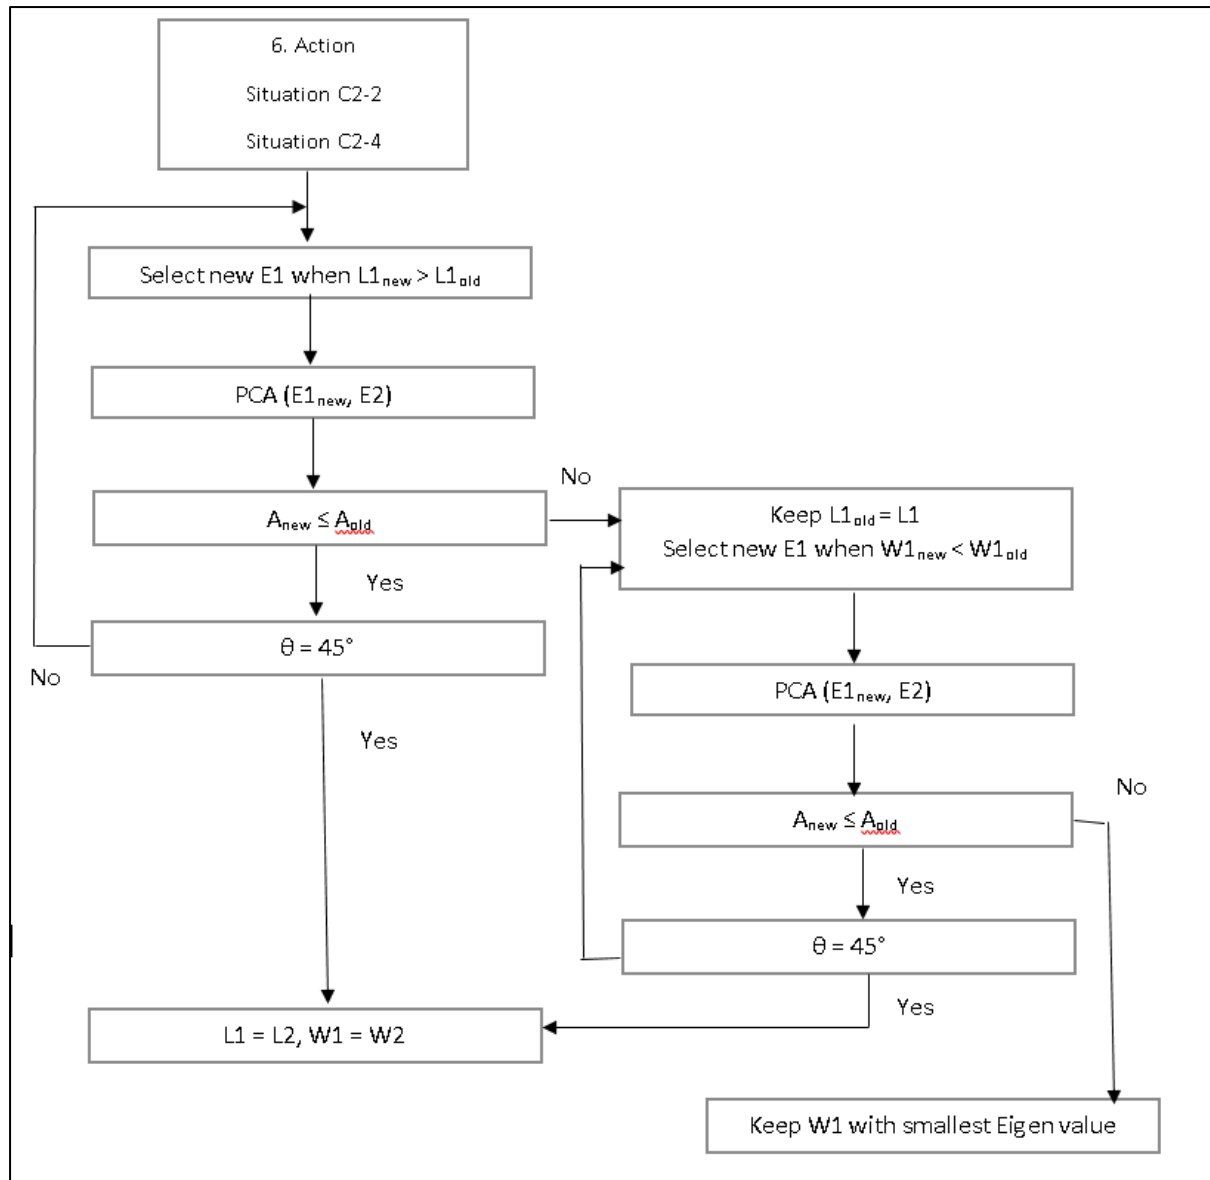 6. Action
Situation C2-2
Situation C2-4
Select new E1 when L1new > L1old
PCA (E1new, E2)
Anew ≤ Aold
No
Yes
θ = 45°
No
Yes
L1 = L2, W1 = W2
Keep L1old = L1
Select new E1 when W1new < W1old
PCA (E1new, E2)
Anew ≤ Aold
No
Yes
θ = 45°
Yes
Keep W1 with smallest Eigen value